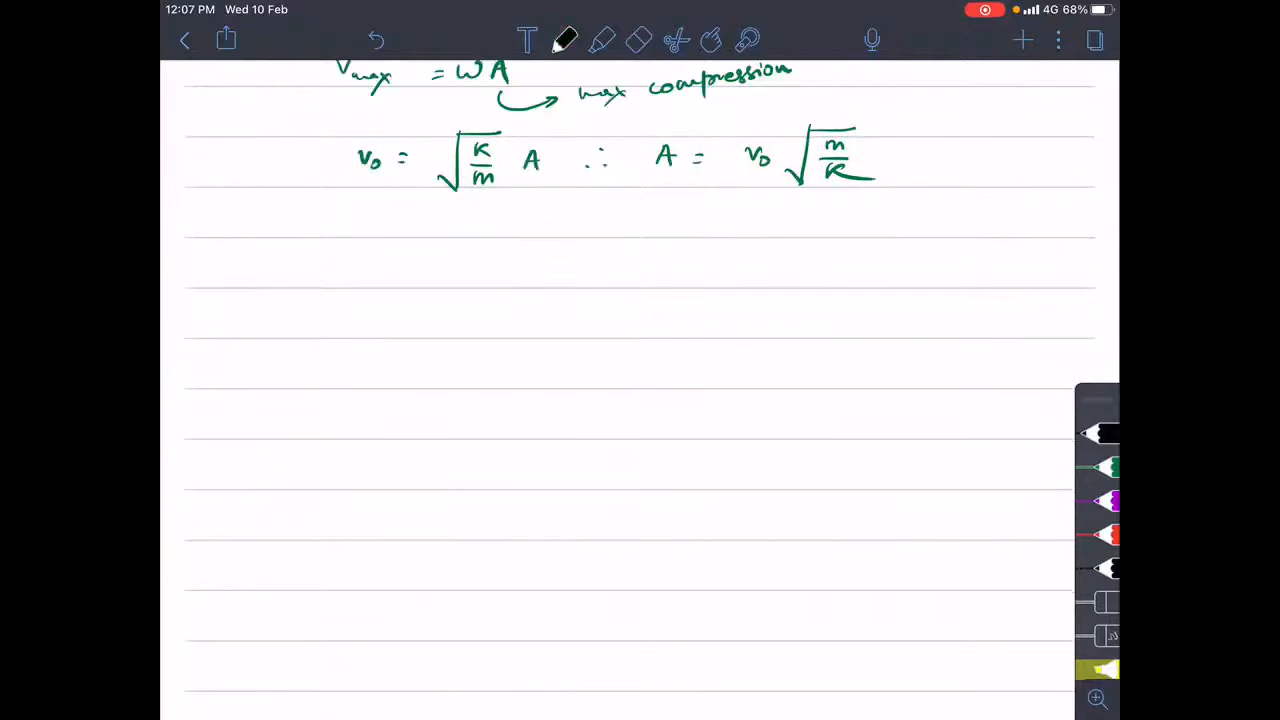 12:07 PM Wed 10 Feb 4G 68%
T
Vmax = ωA
max compression
v₀ = √(K/m) A ∴ A = v₀ √(m/K)